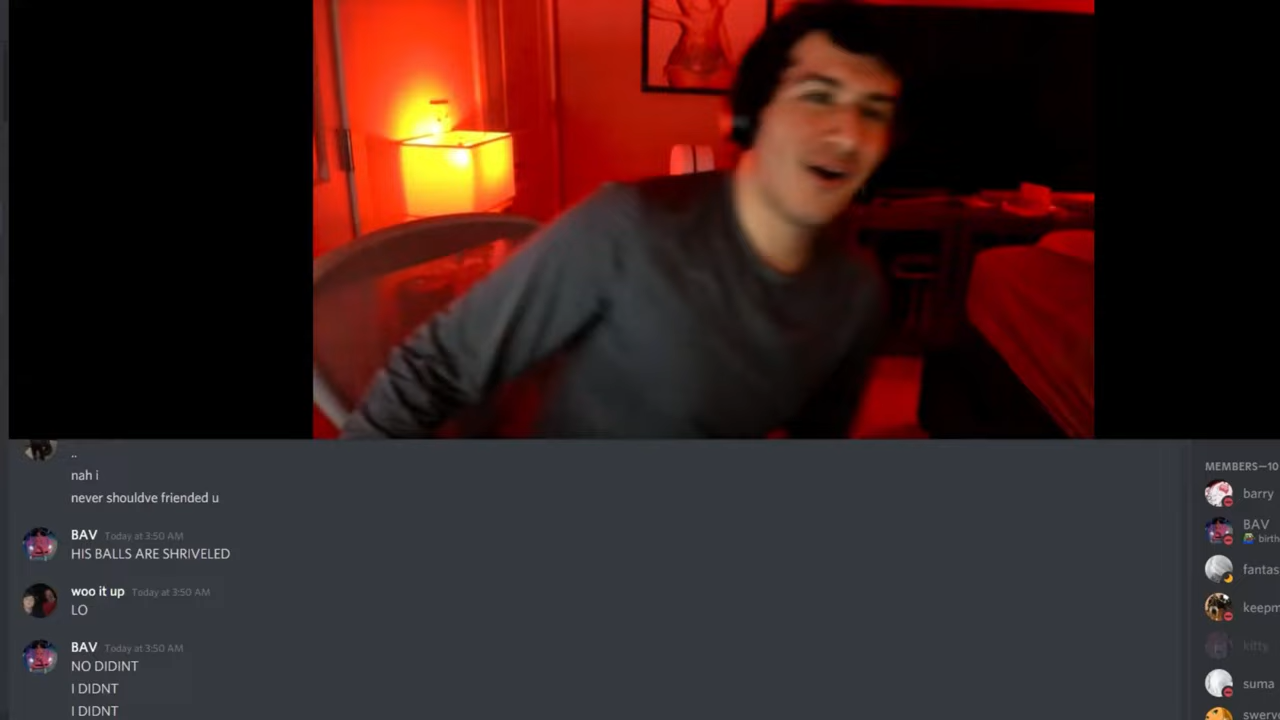 ..
nah i
never shouldve friended u
BAV Today at 3:50 AM
HIS BALLS ARE SHRIVELED
woo it up Today at 3:50 AM
LO
BAV Today at 3:50 AM
NO DIDINT
I DIDNT
I DIDNT
MEMBERS—10
barry
BAV
birth
fantas
keepm
kitty
suma
swerv